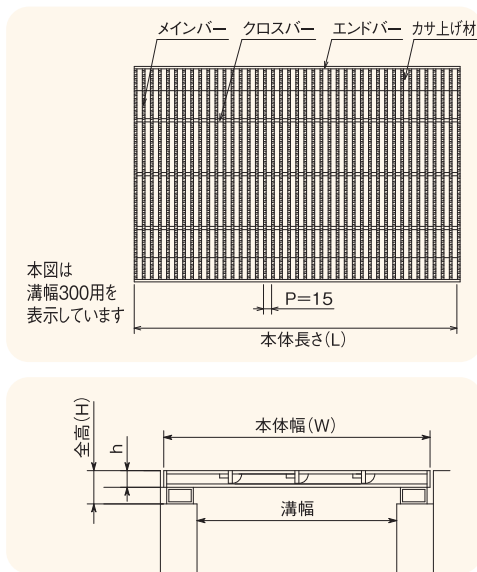 メインバー
クロスバー
エンドバー
カサ上げ材
本図は
溝幅300用を
表示しています
P=15
本体長さ(L)
全高(H)
h
本体幅(W)
溝幅